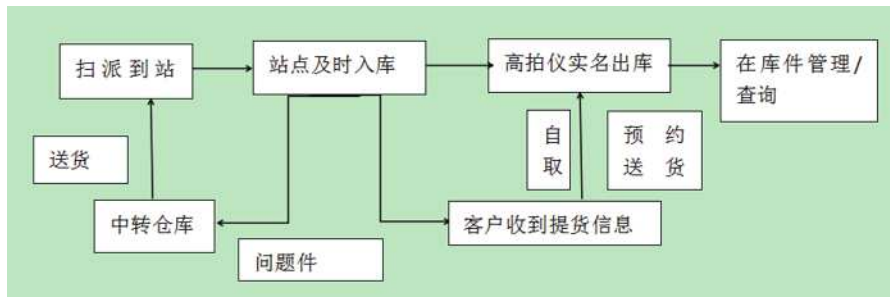 扫派到站
站点及时入库
高拍仪实名出库
在库件管理/
查询
自
取
预 约
送 货
送货
中转仓库
客户收到提货信息
问题件